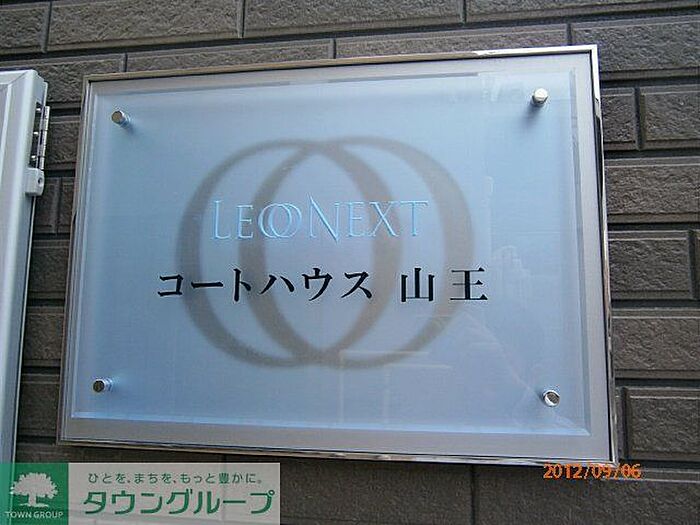 LEONEXT
コートハウス 山王
2012/09/06
ひとを、まちを、もっと豊かに。
タウングループ
TOWN GROUP